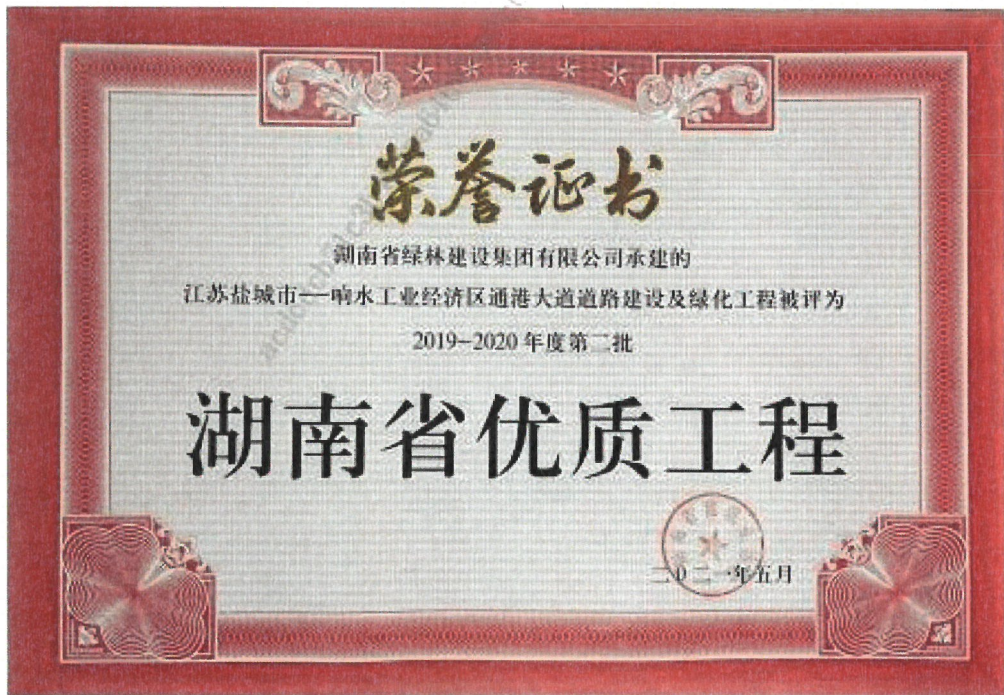 荣誉证书
湖南省绿林建设集团有限公司承建的
江苏盐城市——响水工业经济区通港大道道路建设及绿化工程被评为
2019-2020年度第二批
湖南省优质工程
二0二一年五月